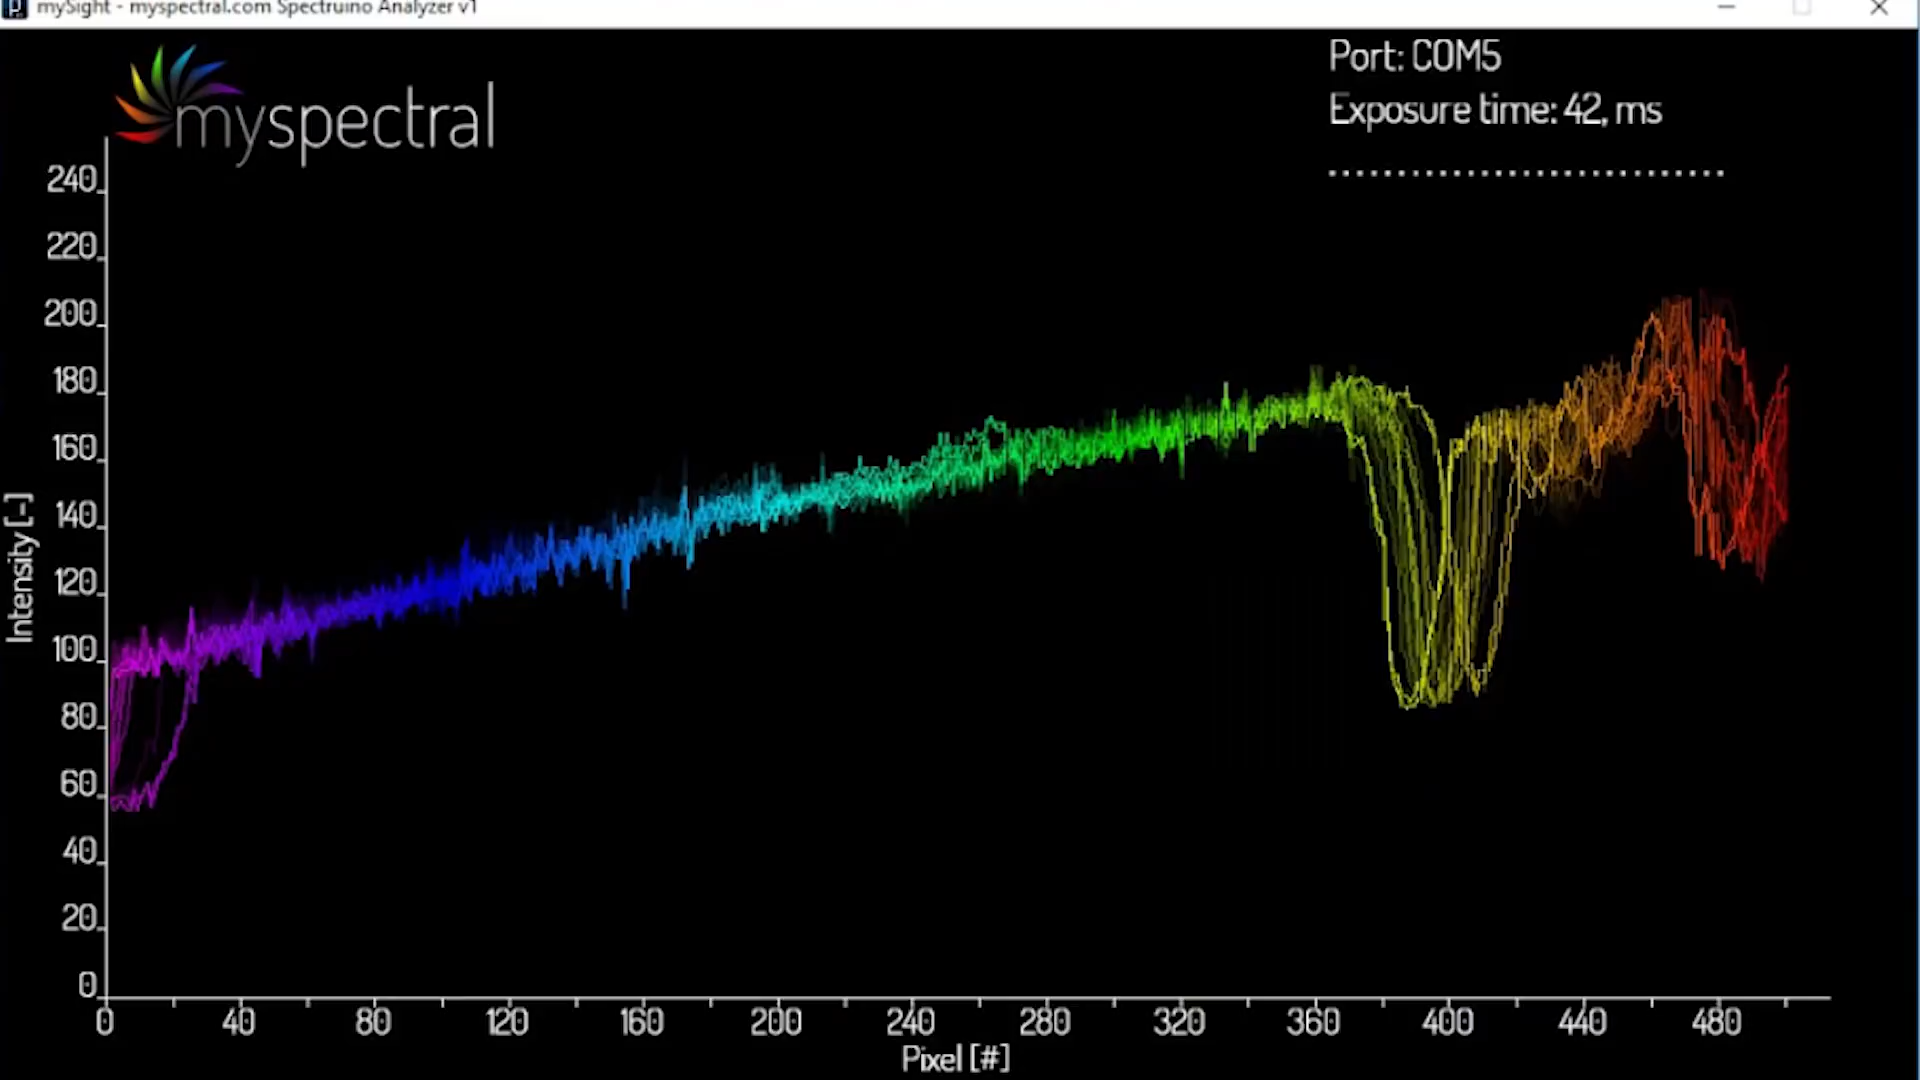 mySight - myspectral.com Spectruino Analyzer v1
myspectral
Port: COM5
Exposure time: 42, ms
240
220
200
180
160
140
120
100
80
60
40
20
0
Intensity [-]
0 40 80 120 160 200 240 280 320 360 400 440 480
Pixel [#]